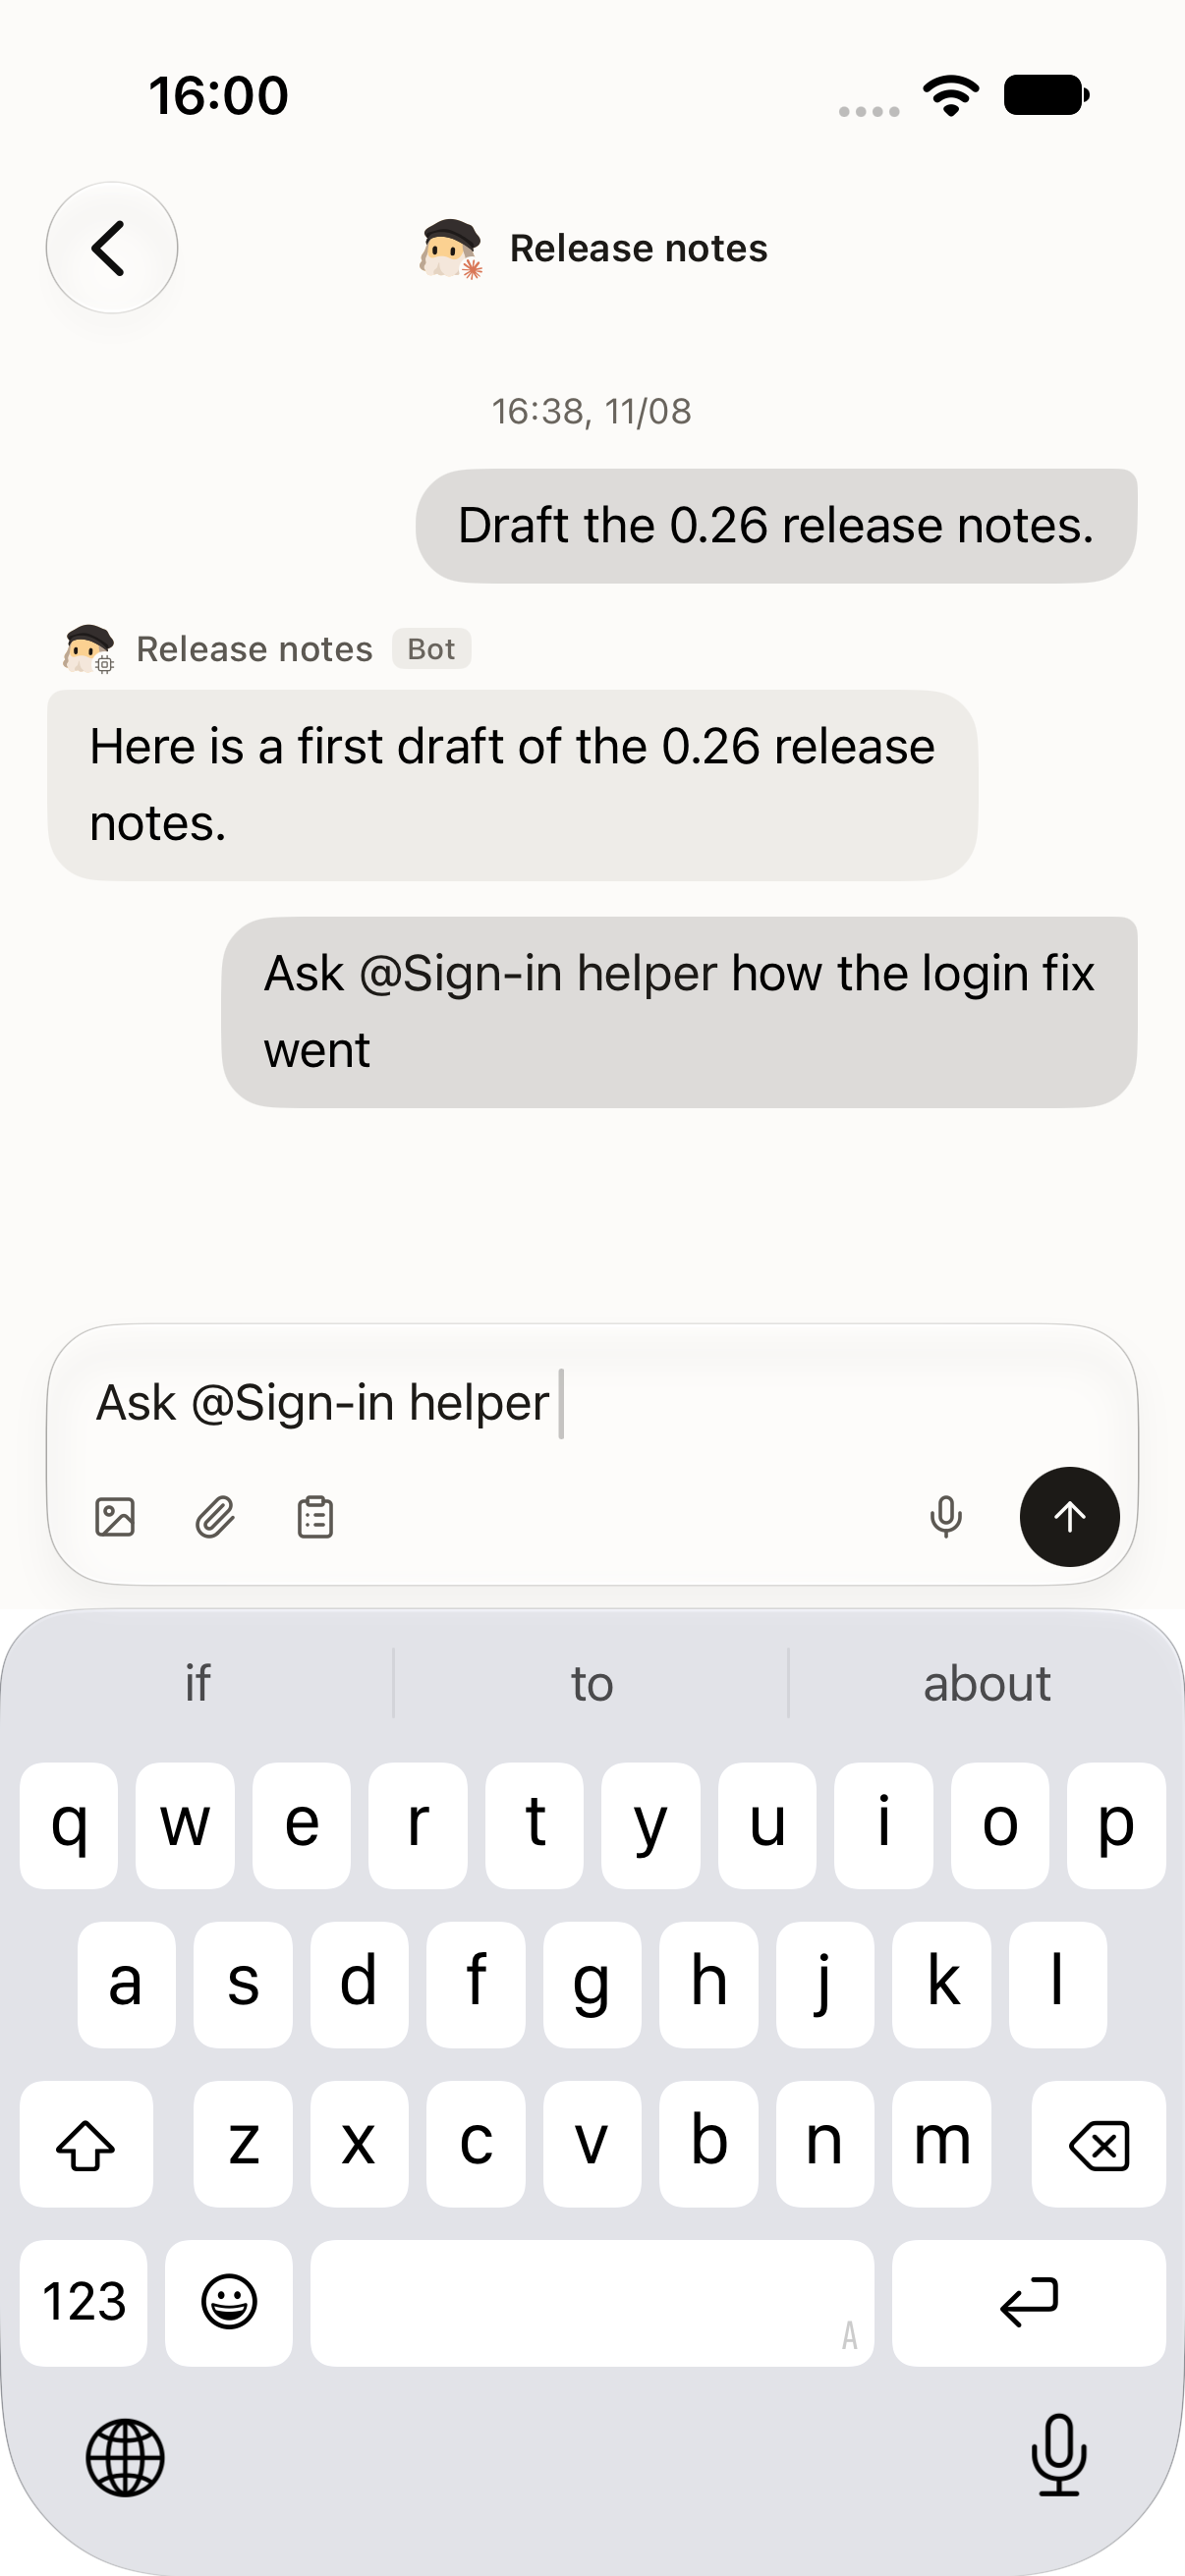 16:00
Release notes
16:38, 11/08
Draft the 0.26 release notes.
Release notes Bot
Here is a first draft of the 0.26 release
notes.
Ask @Sign-in helper how the login fix
went
Ask @Sign-in helper
if to about
q w e r t y u i o p
a s d f g h j k l
z x c v b n m
123
A